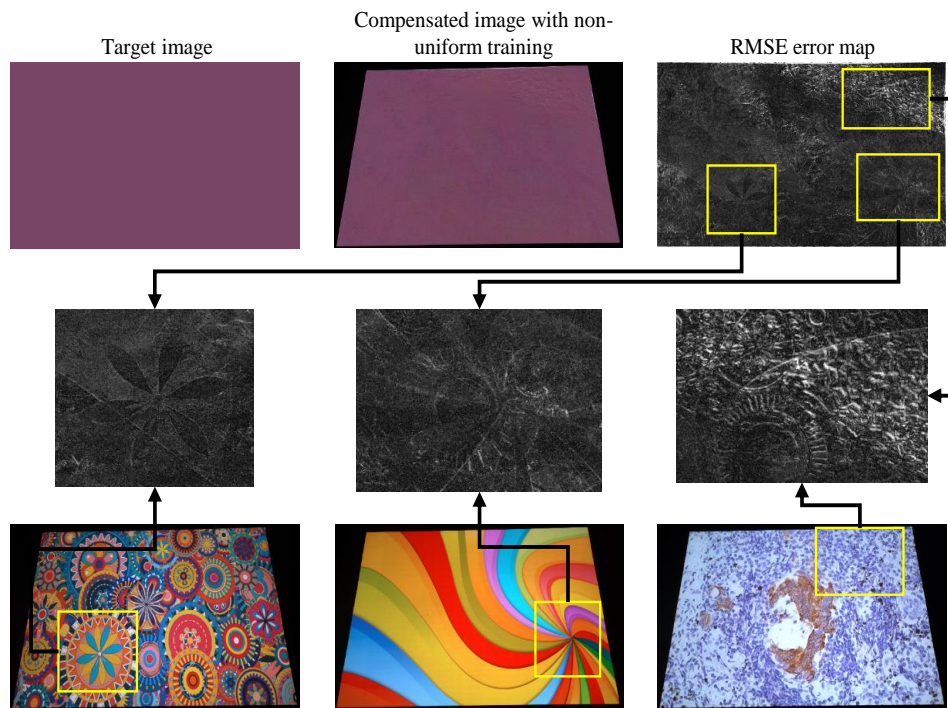 Target image
Compensated image with non-
uniform training
RMSE error map